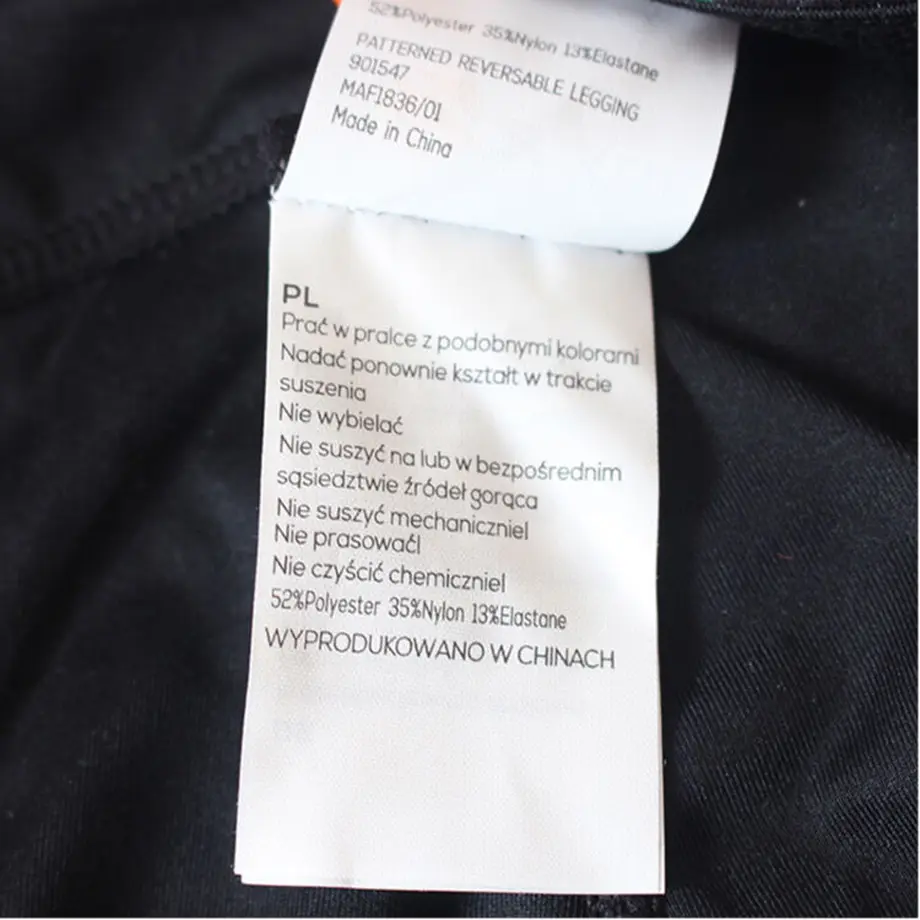 52%Polyester 35%Nylon 13%Elastane
PATTERNED REVERSABLE LEGGING
901547
MAF1836/01
Made in China
PL
Prać w pralce z podobnymi kolorami
Nadać ponownie kształt w trakcie
suszenia
Nie wybielać
Nie suszyć na lub w bezpośrednim
sąsiedztwie źródeł gorąca
Nie suszyć mechaniczniel
Nie prasowaćl
Nie czyścić chemiczniel
52%Polyester 35%Nylon 13%Elastane
WYPRODUKOWANO W CHINACH